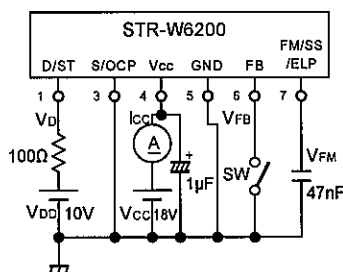 STR-W6200
D/ST S/OCP Vcc GND FB FM/SS /ELP
1 3 4 5 6 7
VD ICC VFB
100Ω A + 1μF SW VFM
VDD 10V VCC 18V 47nF